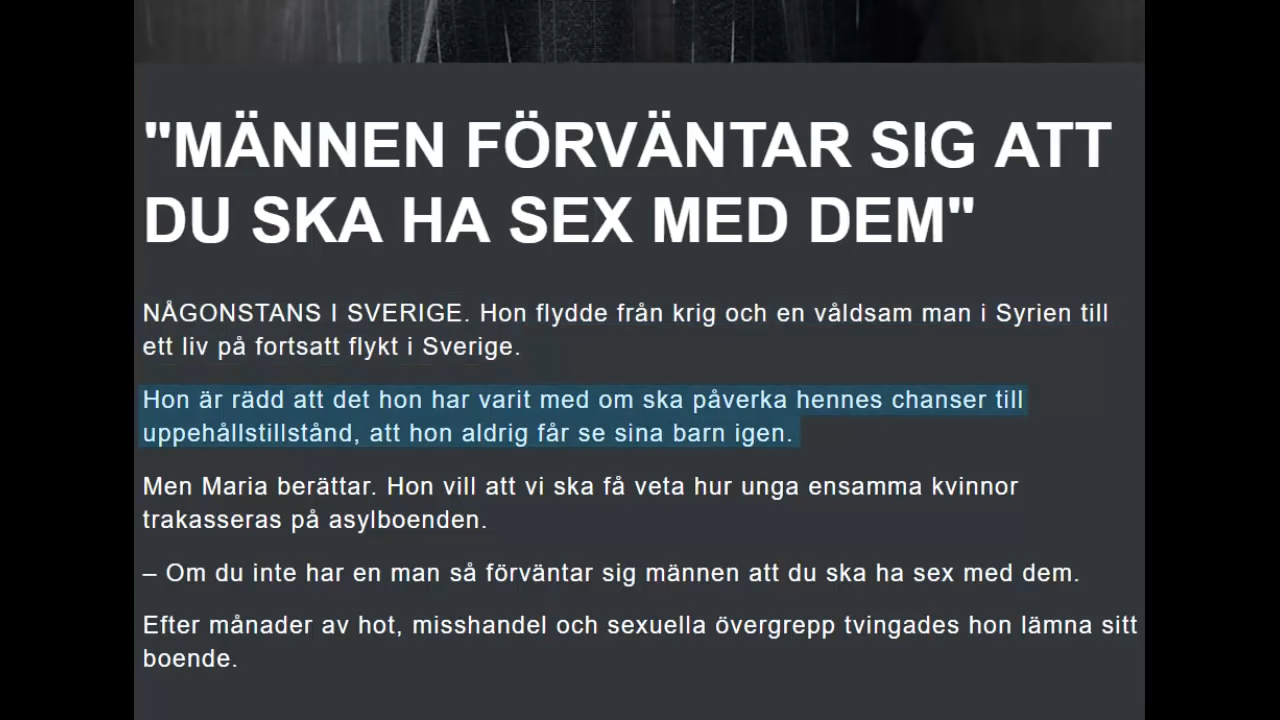 "MÄNNEN FÖRVÄNTAR SIG ATT
DU SKA HA SEX MED DEM"
NÅGONSTANS I SVERIGE. Hon flydde från krig och en våldsam man i Syrien till
ett liv på fortsatt flykt i Sverige.
Hon är rädd att det hon har varit med om ska påverka hennes chanser till
uppehållstillstånd, att hon aldrig får se sina barn igen.
Men Maria berättar. Hon vill att vi ska få veta hur unga ensamma kvinnor
trakasseras på asylboenden.
– Om du inte har en man så förväntar sig männen att du ska ha sex med dem.
Efter månader av hot, misshandel och sexuella övergrepp tvingades hon lämna sitt
boende.